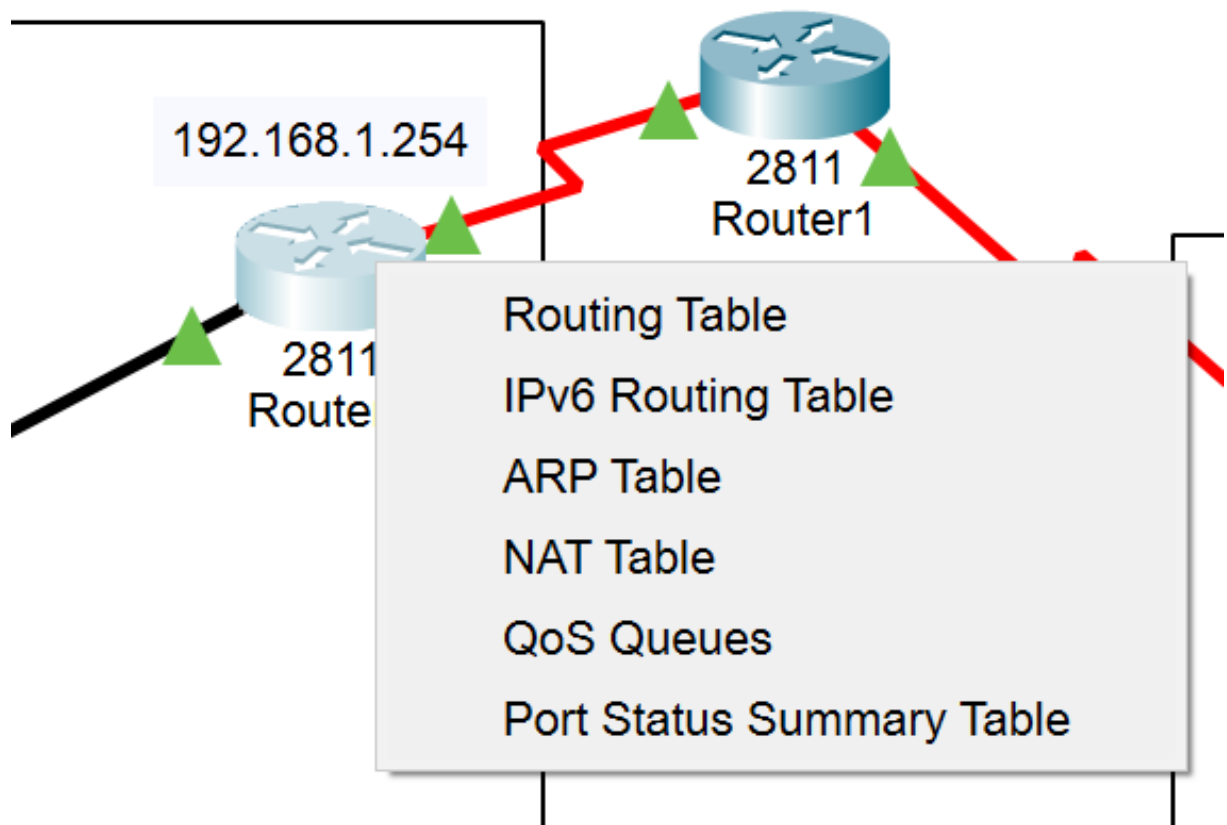 192.168.1.254
2811
Router1
2811
Route
Routing Table
IPv6 Routing Table
ARP Table
NAT Table
QoS Queues
Port Status Summary Table